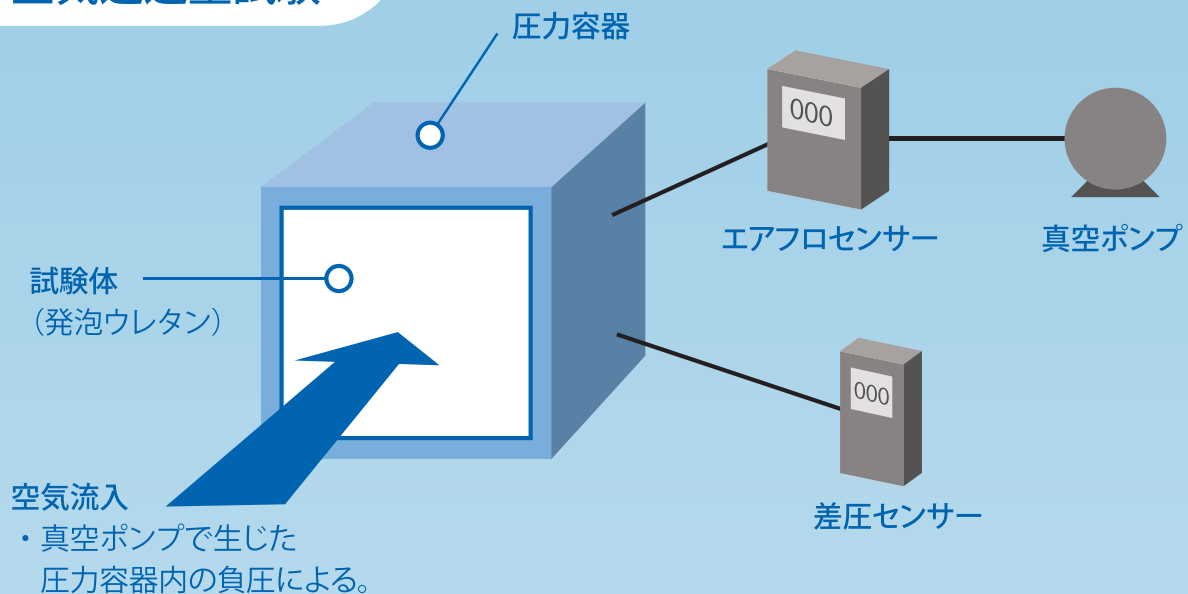 圧力容器
000
エアフロセンサー
真空ポンプ
試験体
（発泡ウレタン）
000
差圧センサー
空気流入
・真空ポンプで生じた
圧力容器内の負圧による。